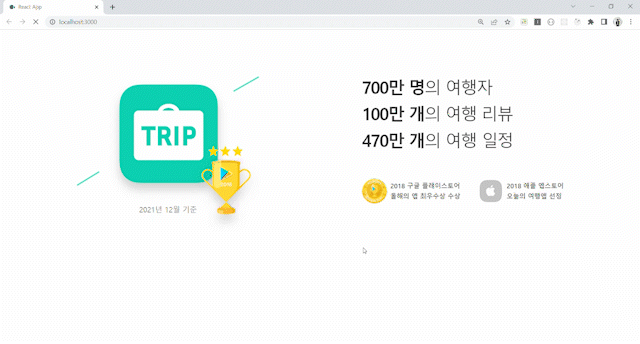 React App
localhost:3000
TRIP
2021년 12월 기준
700만 명의 여행자
100만 개의 여행 리뷰
470만 개의 여행 일정
2018 구글 플레이스토어
올해의 앱 최우수상 수상
2018 애플 앱스토어
오늘의 여행앱 선정